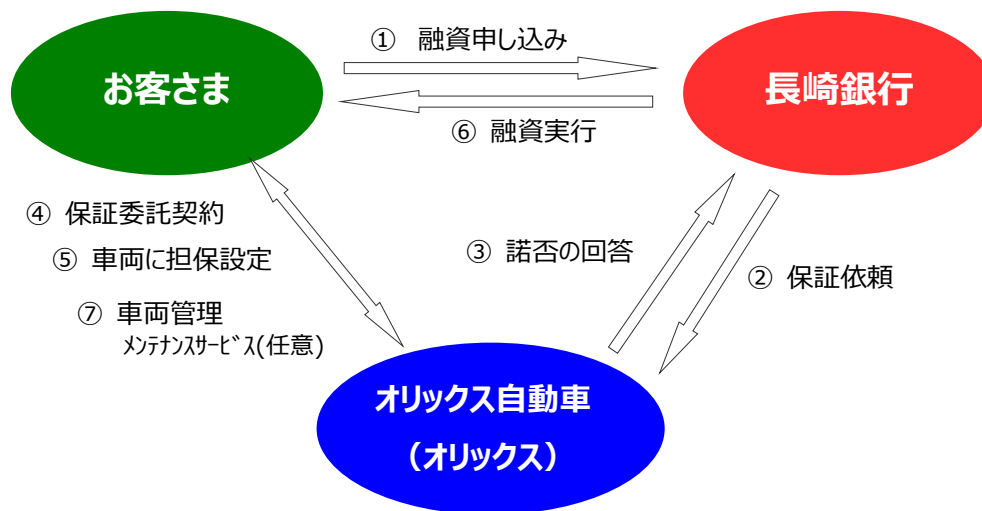 ① 融資申し込み
お客さま
長崎銀行
⑥ 融資実行
④ 保証委託契約
③ 諾否の回答
⑤ 車両に担保設定
② 保証依頼
⑦ 車両管理
ﾒﾝﾃﾅﾝｽｻｰﾋﾞｽ(任意)
オリックス自動車
（オリックス）